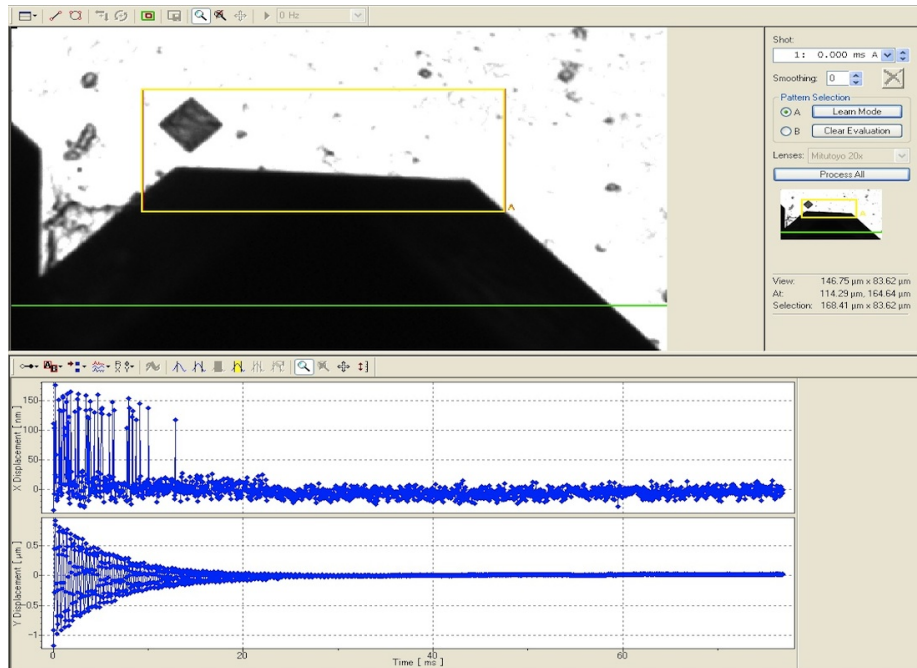 0 Hz
Shot:
1: 0.000 ms A
Smoothing: 0
Pattern Selection
A Learn Mode
B Clear Evaluation
Lenses: Mitutoyo 20x
Process All
A
View: 146.75 µm x 83.62 µm
At: 114.29 µm, 164.64 µm
Selection: 168.41 µm x 83.62 µm
X Displacement [ nm ]
150
100
50
0
Y Displacement [ µm ]
0.5
0
-0.5
-1
0 20 40 60
Time [ ms ]